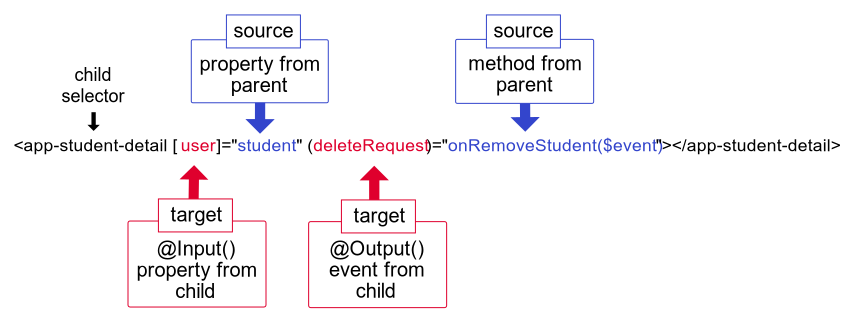 source
property from
parent
source
method from
parent
child
selector
<app-student-detail [user]="student" (deleteRequest)="onRemoveStudent($event)"></app-student-detail>
target
@Input()
property from
child
target
@Output()
event from
child